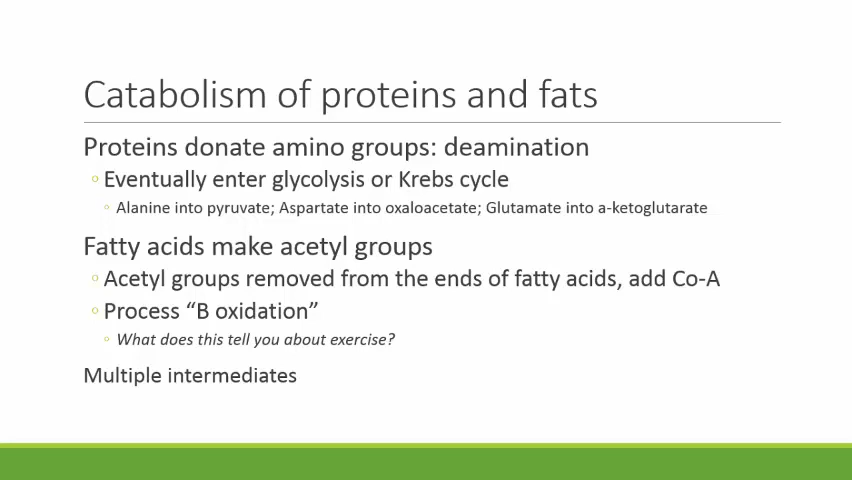 Catabolism of proteins and fats
Proteins donate amino groups: deamination
Eventually enter glycolysis or Krebs cycle
Alanine into pyruvate; Aspartate into oxaloacetate; Glutamate into a-ketoglutarate
Fatty acids make acetyl groups
Acetyl groups removed from the ends of fatty acids, add Co-A
Process “B oxidation”
What does this tell you about exercise?
Multiple intermediates